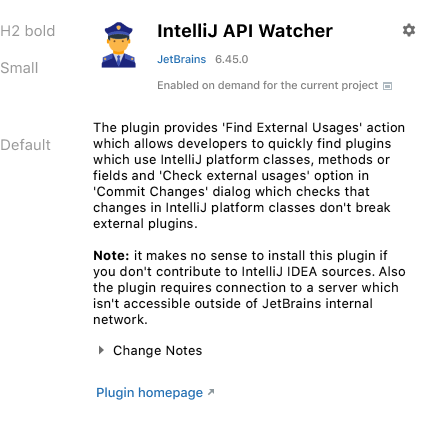 H2 bold
IntelliJ API Watcher
Small
JetBrains 6.45.0
Enabled on demand for the current project
Default
The plugin provides 'Find External Usages' action
which allows developers to quickly find plugins
which use IntelliJ platform classes, methods or
fields and 'Check external usages' option in
'Commit Changes' dialog which checks that
changes in IntelliJ platform classes don't break
external plugins.
Note: it makes no sense to install this plugin if
you don't contribute to IntelliJ IDEA sources. Also
the plugin requires connection to a server which
isn't accessible outside of JetBrains internal
network.
Change Notes
Plugin homepage